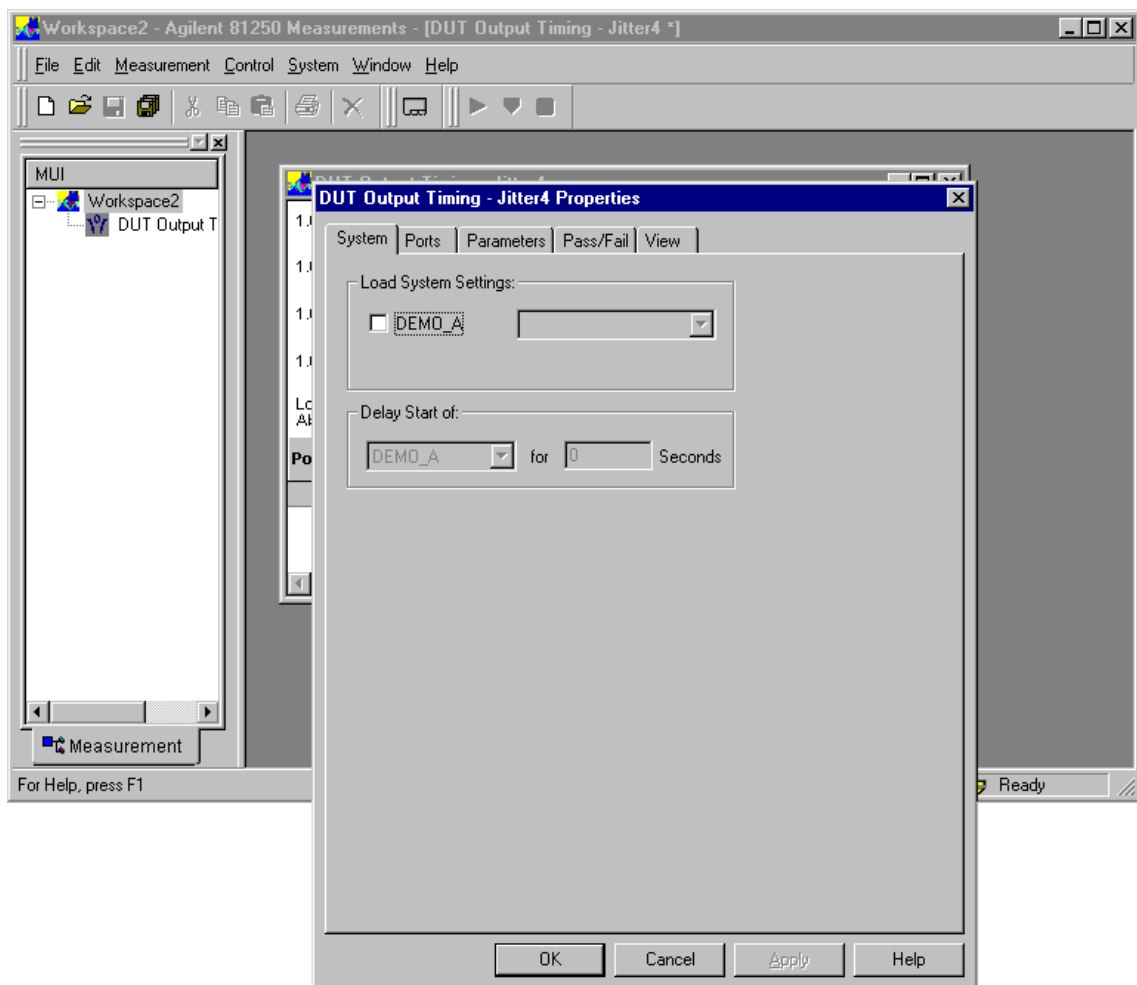 Workspace2 - Agilent 81250 Measurements - [DUT Output Timing - Jitter4 *]
File Edit Measurement Control System Window Help
MUI
Workspace2
DUT Output T
Measurement
DUT Output Timing - Jitter4 Properties
System Ports Parameters Pass/Fail View
Load System Settings:
DEMO_A
Delay Start of:
DEMO_A for 0 Seconds
Po
OK Cancel Apply Help
For Help, press F1
Ready